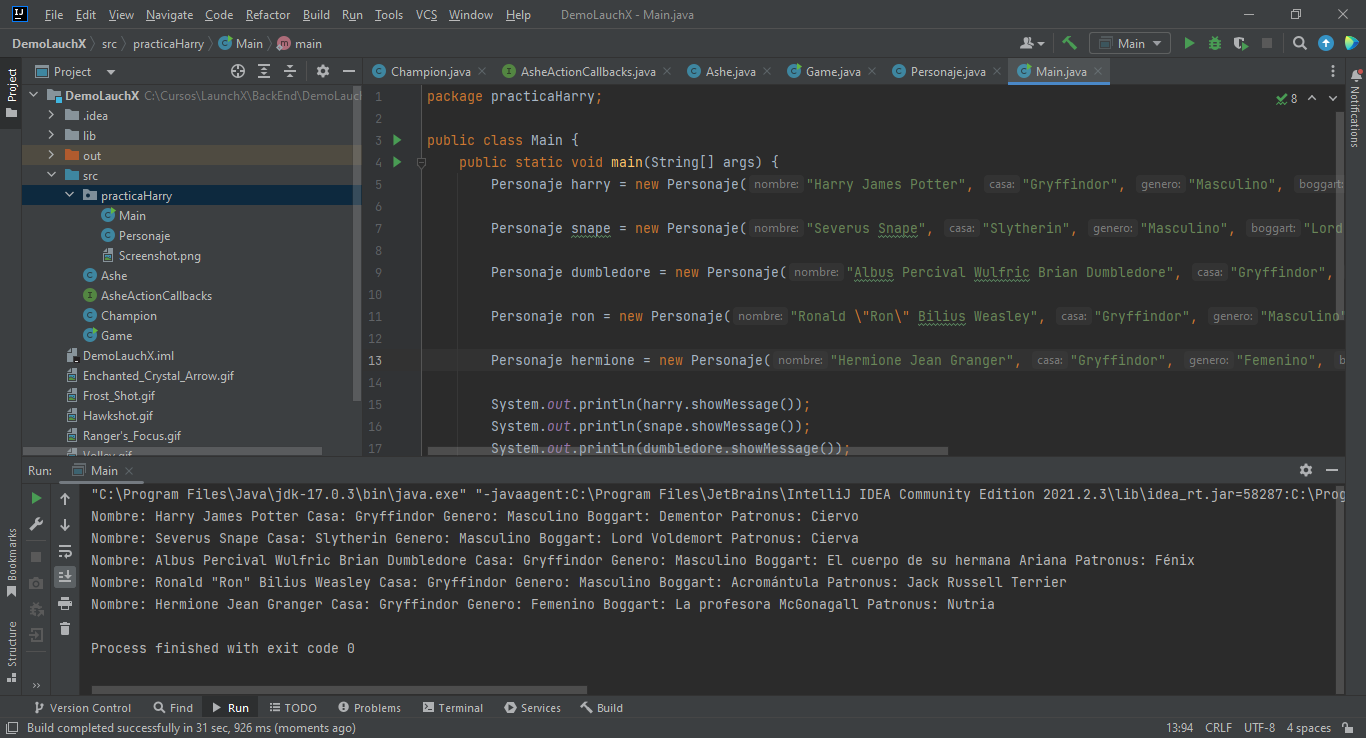 File Edit View Navigate Code Refactor Build Run Tools VCS Window Help DemoLauchX - Main.java
DemoLauchX src practicaHarry Main main
Main
Project
Project
Champion.java AsheActionCallbacks.java Ashe.java Game.java Personaje.java Main.java
Notifications
DemoLauchX C:\Cursos\LaunchX\BackEnd\DemoLauch
.idea
lib
out
src
practicaHarry
Main
Personaje
Screenshot.png
Ashe
AsheActionCallbacks
Champion
Game
DemoLauchX.iml
Enchanted_Crystal_Arrow.gif
Frost_Shot.gif
Hawkshot.gif
Ranger's_Focus.gif
Volley.gif
8
1 package practicaHarry;
2
3 public class Main {
4 public static void main(String[] args) {
5 Personaje harry = new Personaje( nombre: "Harry James Potter", casa: "Gryffindor", genero: "Masculino", boggart:
6
7 Personaje snape = new Personaje( nombre: "Severus Snape", casa: "Slytherin", genero: "Masculino", boggart: "Lord
8
9 Personaje dumbledore = new Personaje( nombre: "Albus Percival Wulfric Brian Dumbledore", casa: "Gryffindor",
10
11 Personaje ron = new Personaje( nombre: "Ronald \"Ron\" Bilius Weasley", casa: "Gryffindor", genero: "Masculino"
12
13 Personaje hermione = new Personaje( nombre: "Hermione Jean Granger", casa: "Gryffindor", genero: "Femenino", b
14
15 System.out.println(harry.showMessage());
16 System.out.println(snape.showMessage());
17 System.out.println(dumbledore.showMessage());
Run: Main
"C:\Program Files\Java\jdk-17.0.3\bin\java.exe" "-javaagent:C:\Program Files\JetBrains\IntelliJ IDEA Community Edition 2021.2.3\lib\idea_rt.jar=58287:C:\Prog
Nombre: Harry James Potter Casa: Gryffindor Genero: Masculino Boggart: Dementor Patronus: Ciervo
Nombre: Severus Snape Casa: Slytherin Genero: Masculino Boggart: Lord Voldemort Patronus: Cierva
Nombre: Albus Percival Wulfric Brian Dumbledore Casa: Gryffindor Genero: Masculino Boggart: El cuerpo de su hermana Ariana Patronus: Fénix
Nombre: Ronald "Ron" Bilius Weasley Casa: Gryffindor Genero: Masculino Boggart: Acromántula Patronus: Jack Russell Terrier
Nombre: Hermione Jean Granger Casa: Gryffindor Genero: Femenino Boggart: La profesora McGonagall Patronus: Nutria
Process finished with exit code 0
Bookmarks
Structure
Version Control Find Run TODO Problems Terminal Services Build
Build completed successfully in 31 sec, 926 ms (moments ago) 13:94 CRLF UTF-8 4 spaces